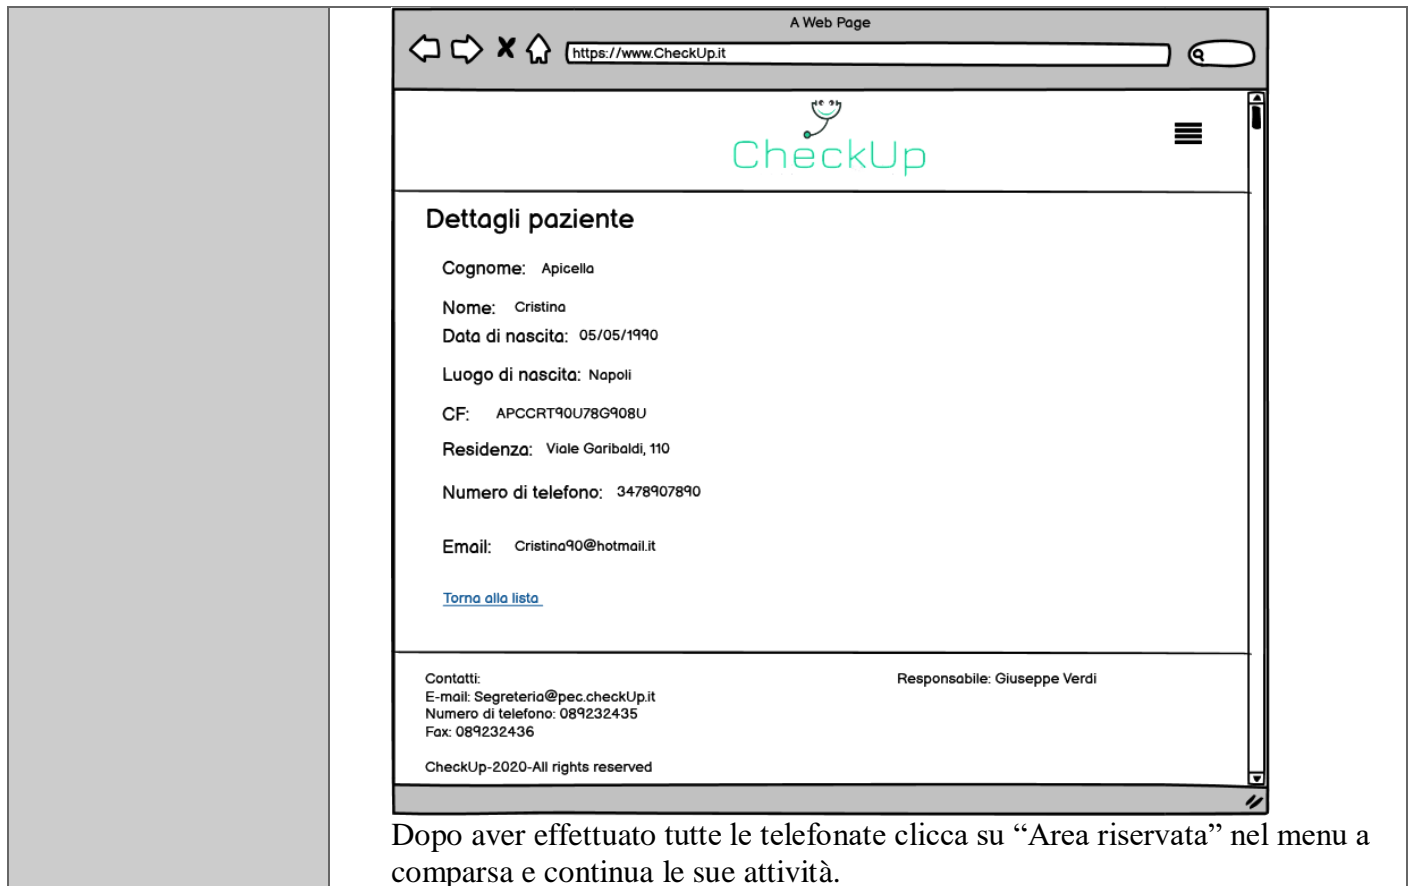 A Web Page
https://www.CheckUp.it
CheckUp
Dettagli paziente
Cognome: Apicella
Nome: Cristina
Data di nascita: 05/05/1990
Luogo di nascita: Napoli
CF: APCCRT90U78G908U
Residenza: Viale Garibaldi, 110
Numero di telefono: 3478907890
Email: Cristina90@hotmail.it
Torna alla lista
Contatti:
E-mail: Segreteria@pec.checkUp.it
Numero di telefono: 089232435
Fax: 089232436
Responsabile: Giuseppe Verdi
CheckUp-2020-All rights reserved
Dopo aver effettuato tutte le telefonate clicca su “Area riservata” nel menu a
comparsa e continua le sue attività.